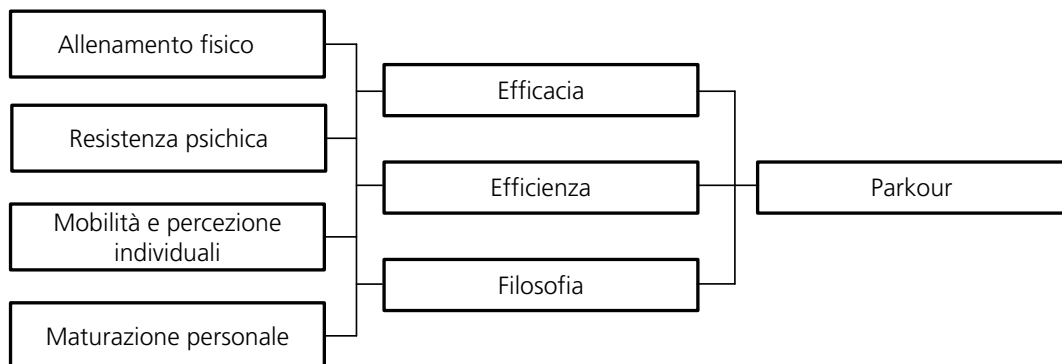 Allenamento fisico
Resistenza psichica
Mobilità e percezione
individuali
Maturazione personale
Efficacia
Efficienza
Filosofia
Parkour